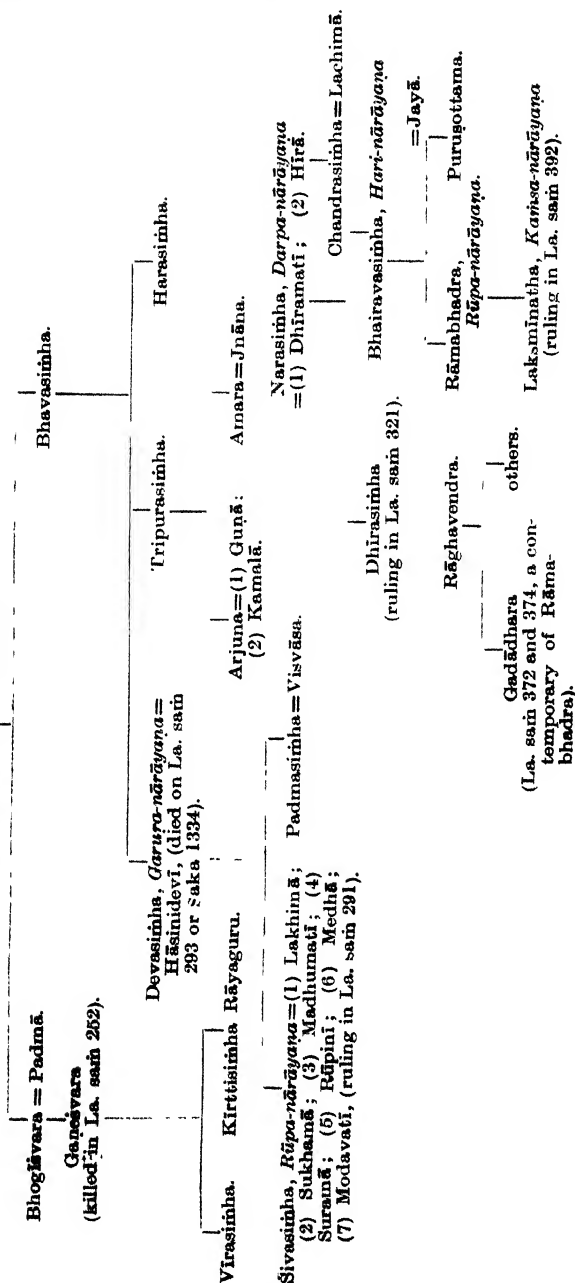 Bhogīśvara = Padmā.
Bhavasiṁha.
Gaṇeśvara
(killed in La. saṁ 252).
Devasiṁha, Garura-nārāyaṇa=
Hāsinidevī, (died on La. saṁ
293 or śaka 1334).
Tripurasiṁha.
Harasiṁha.
Vīrasiṁha.
Kīrttisiṁha
Rāyaguru.
Arjuna=(1) Guṇā:
(2) Kamalā.
Amara=Jnāna.
Narasiṁha, Darpa-nārāyaṇa
=(1) Dhīramatī; (2) Hīrā.
Śivasiṁha, Rūpa-nārāyaṇa=(1) Lakhimā;
(2) Sukhamā; (3) Madhumatī; (4)
Suramā; (5) Rūpinī; (6) Medhā;
(7) Modavatī, (ruling in La. saṁ 291).
Padmasiṁha=Visvāsa.
Dhīrasiṁha
(ruling in La. saṁ 321).
Chandrasiṁha=Lachimā.
Bhairavasiṁha, Hari-nārāyaṇa
=Jayā.
Rāghavendra.
Rāmabhadra,
Rūpa-nārāyaṇa.
Puruṣottama.
Gadādhara
(La. saṁ 372 and 374, a con-
temporary of Rāma-
bhadra).
others.
Lakṣmīnatha, Kaṁsa-nārāyaṇa
(ruling in La. saṁ 392).